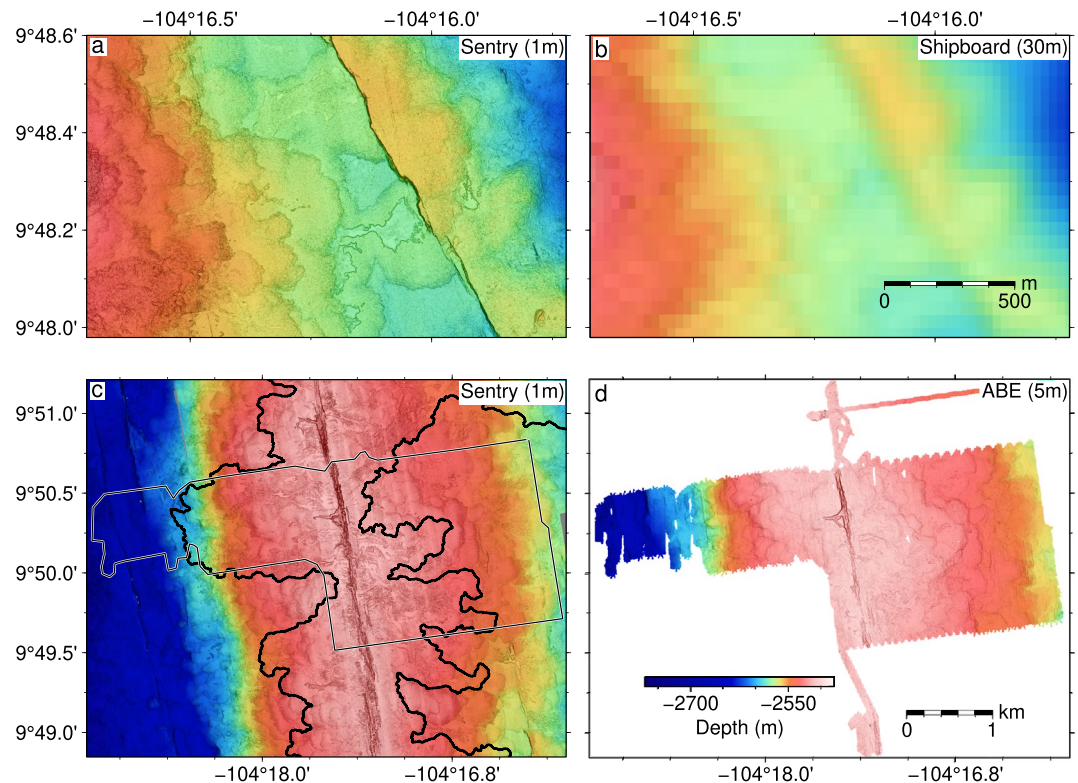 −104°16.5' −104°16.0' −104°16.5' −104°16.0'
9°48.6' a Sentry (1m) b Shipboard (30m)
9°48.4'
9°48.2'
m
0 500
9°48.0'
c Sentry (1m) d ABE (5m)
9°51.0'
9°50.5'
9°50.0'
9°49.5'
−2700 −2550
Depth (m)
km
0 1
9°49.0'
−104°18.0' −104°16.8' −104°18.0' −104°16.8'